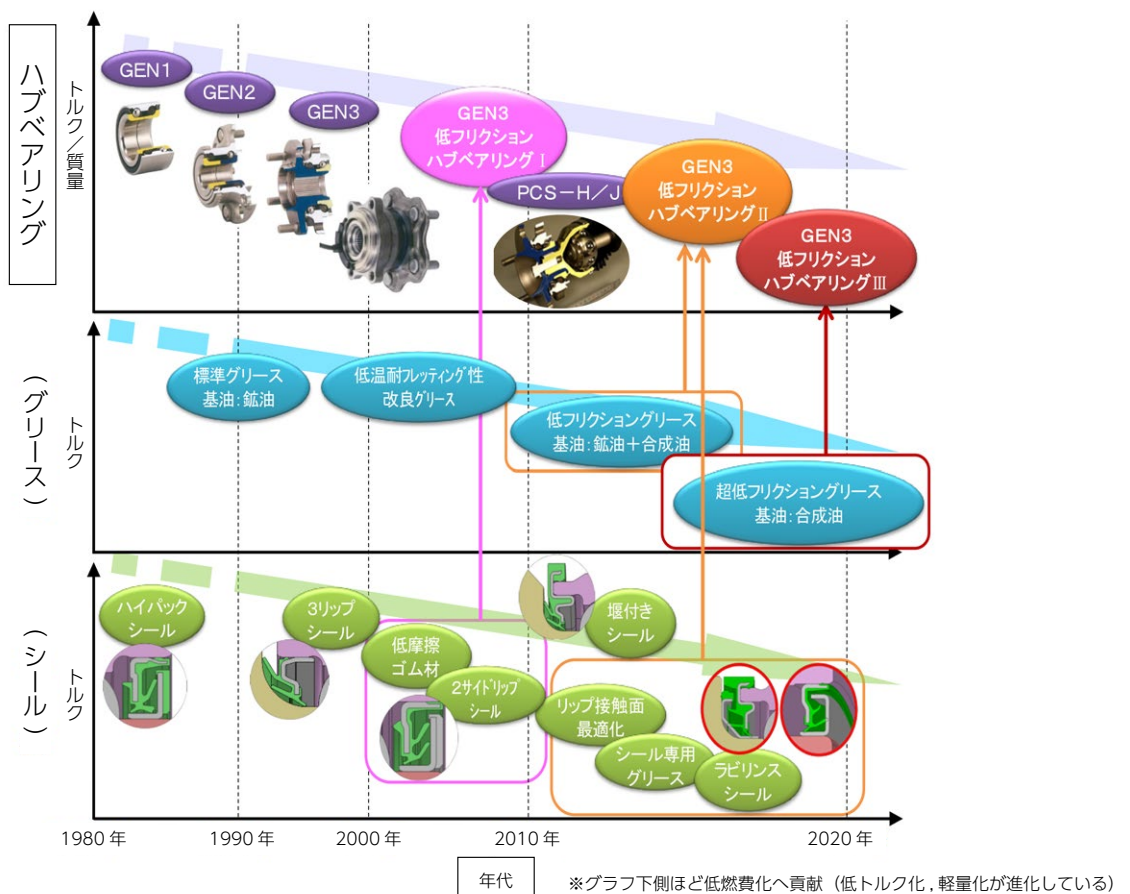 ハブベアリング
トルク／質量
GEN1
GEN2
GEN3
GEN3
低フリクション
ハブベアリングⅠ
PCS－H／J
GEN3
低フリクション
ハブベアリングⅡ
GEN3
低フリクション
ハブベアリングⅢ
（グリース）
トルク
標準グリース
基油：鉱油
低温耐フレッティング性
改良グリース
低フリクショングリース
基油：鉱油＋合成油
超低フリクショングリース
基油：合成油
（シール）
トルク
ハイパック
シール
3リップ
シール
低摩擦
ゴム材
2サイドリップ
シール
堰付き
シール
リップ接触面
最適化
シール専用
グリース
ラビリンス
シール
1980年
1990年
2000年
2010年
2020年
年代
※グラフ下側ほど低燃費化へ貢献（低トルク化，軽量化が進化している）